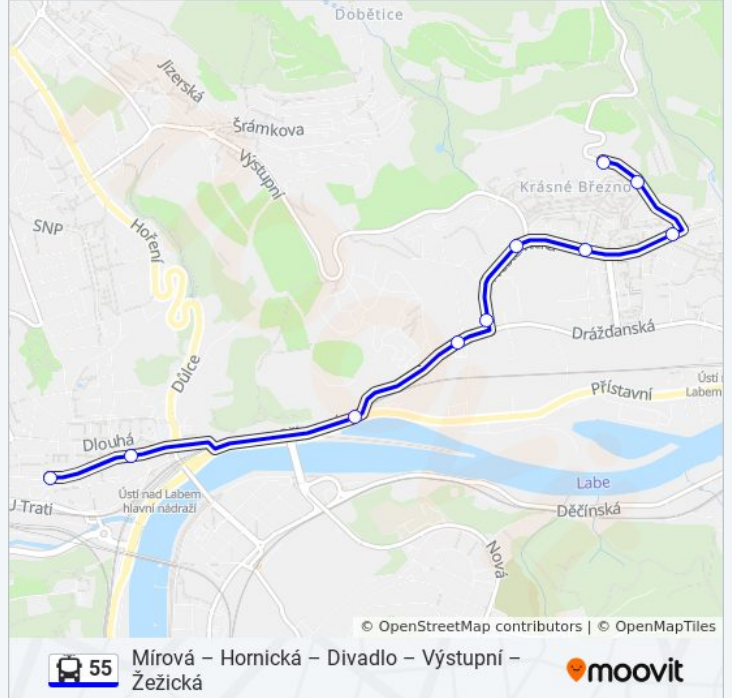 Dobětice
Jizerská
Šrámkova
Výstupní
Krásné Březno
SNP
Hoření
Drážďanská
Důlce
Přístavní
Ústí n
Labem
Dlouhá
Labe
U Trati
Ústí nad Labem
hlavní nádraží
Děčínská
Nová
© OpenStreetMap contributors | © OpenMapTiles
55
Mírová – Hornická – Divadlo – Výstupní –
Žežická
moovit